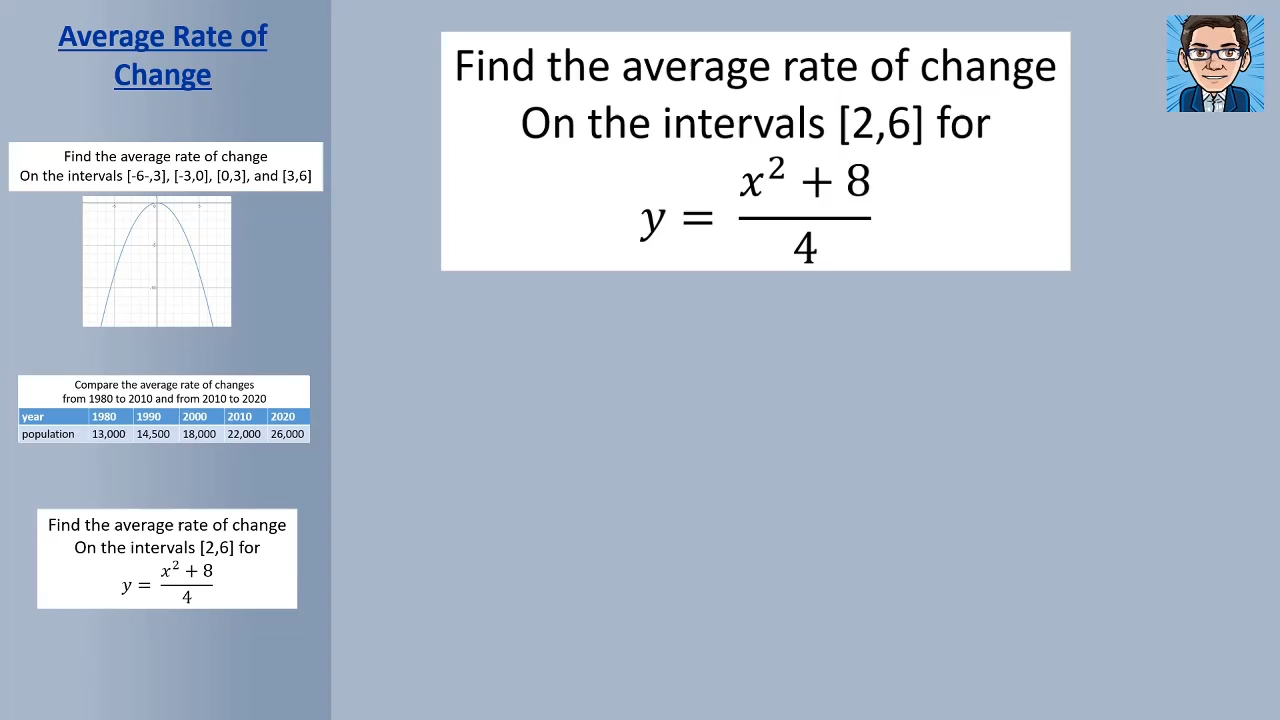 Average Rate of
Change
Find the average rate of change
On the intervals [-6-,3], [-3,0], [0,3], and [3,6]
Compare the average rate of changes
from 1980 to 2010 and from 2010 to 2020
year 1980 1990 2000 2010 2020
population 13,000 14,500 18,000 22,000 26,000
Find the average rate of change
On the intervals [2,6] for
y = (x² + 8)/4
Find the average rate of change
On the intervals [2,6] for
y = (x² + 8)/4